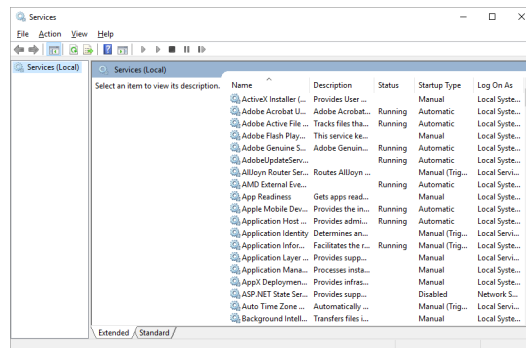 Services
File Action View Help
Services (Local)
Services (Local)
Select an item to view its description.
Name Description Status Startup Type Log On As
ActiveX Installer (... Provides User ... Manual Local Syste...
Adobe Acrobat U... Adobe Acrobat... Running Automatic Local Syste...
Adobe Active File ... Tracks files tha... Running Automatic Local Syste...
Adobe Flash Play... This service ke... Manual Local Syste...
Adobe Genuine S... Adobe Genuin... Running Automatic Local Syste...
AdobeUpdateServ... Running Automatic Local Syste...
AllJoyn Router Ser... Routes AllJoyn ... Manual (Trig... Local Servi...
AMD External Eve... Running Automatic Local Syste...
App Readiness Gets apps read... Manual Local Syste...
Apple Mobile Dev... Provides the in... Running Automatic Local Syste...
Application Host ... Provides admi... Running Automatic Local Syste...
Application Identity Determines an... Manual (Trig... Local Servi...
Application Infor... Facilitates the r... Running Manual (Trig... Local Syste...
Application Layer ... Provides supp... Manual Local Servi...
Application Mana... Processes insta... Manual Local Syste...
AppX Deploymen... Provides infras... Manual Local Syste...
ASP.NET State Ser... Provides supp... Disabled Network S...
Auto Time Zone ... Automatically ... Manual (Trig... Local Servi...
Background Intell... Transfers files i... Manual Local Syste...
Extended Standard